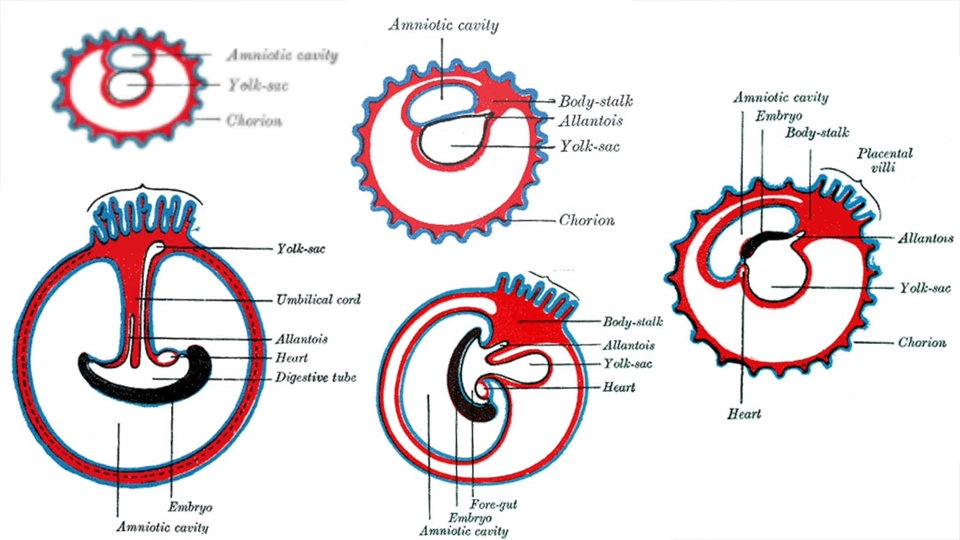 Amniotic cavity
Yolk-sac
Chorion
Amniotic cavity
Body-stalk
Allantois
Yolk-sac
Chorion
Amniotic cavity
Embryo
Body-stalk
Placental
villi
Allantois
Yolk-sac
Chorion
Heart
Yolk-sac
Umbilical cord
Allantois
Heart
Digestive tube
Embryo
Amniotic cavity
Body-stalk
Allantois
Yolk-sac
Heart
Fore-gut
Embryo
Amniotic cavity